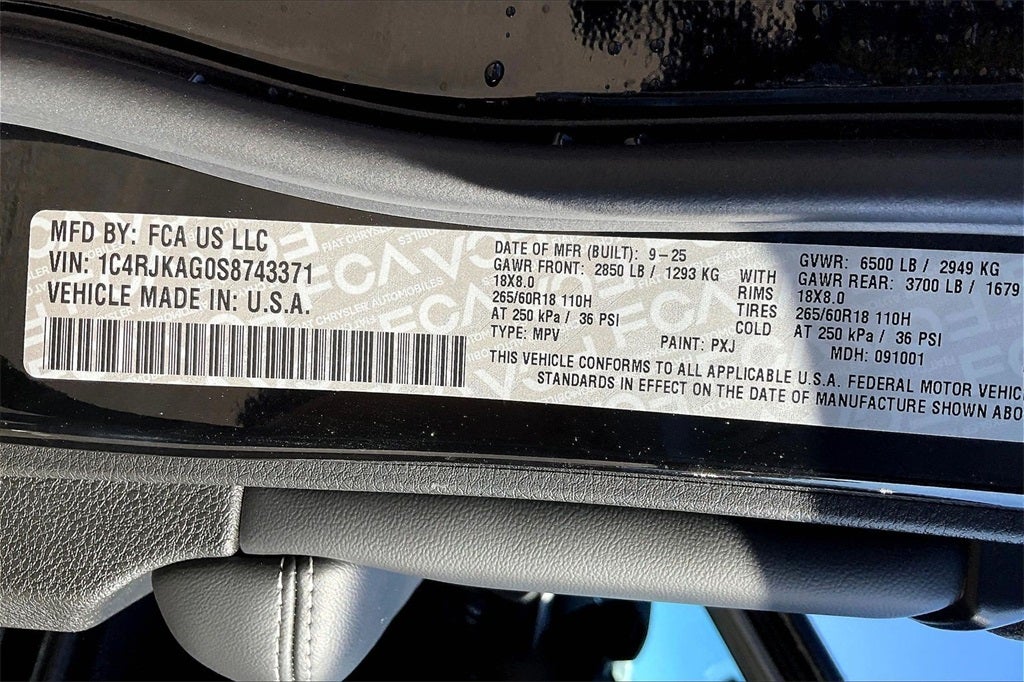 MFD BY: FCA US LLC
VIN: 1C4RJKAG0S8743371
VEHICLE MADE IN: U.S.A.
DATE OF MFR (BUILT): 9-25
GAWR FRONT: 2850 LB / 1293 KG WITH
18X8.0 RIMS
265/60R18 110H TIRES
AT 250 kPa / 36 PSI COLD
TYPE: MPV PAINT: PXJ
GVWR: 6500 LB / 2949 KG
GAWR REAR: 3700 LB / 1679
18X8.0
265/60R18 110H
AT 250 kPa / 36 PSI
MDH: 091001
THIS VEHICLE CONFORMS TO ALL APPLICABLE U.S.A. FEDERAL MOTOR VEHIC
STANDARDS IN EFFECT ON THE DATE OF MANUFACTURE SHOWN ABO